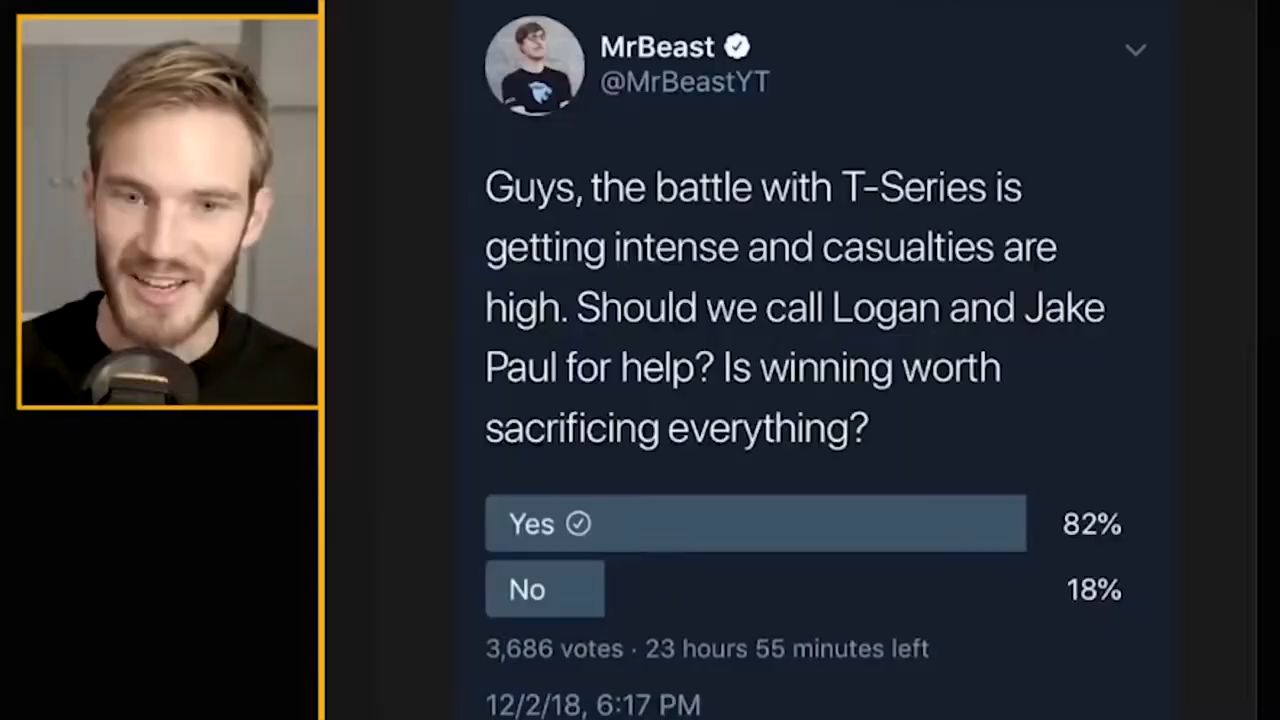 MrBeast
@MrBeastYT
Guys, the battle with T-Series is
getting intense and casualties are
high. Should we call Logan and Jake
Paul for help? Is winning worth
sacrificing everything?
Yes 82%
No 18%
3,686 votes · 23 hours 55 minutes left
12/2/18, 6:17 PM